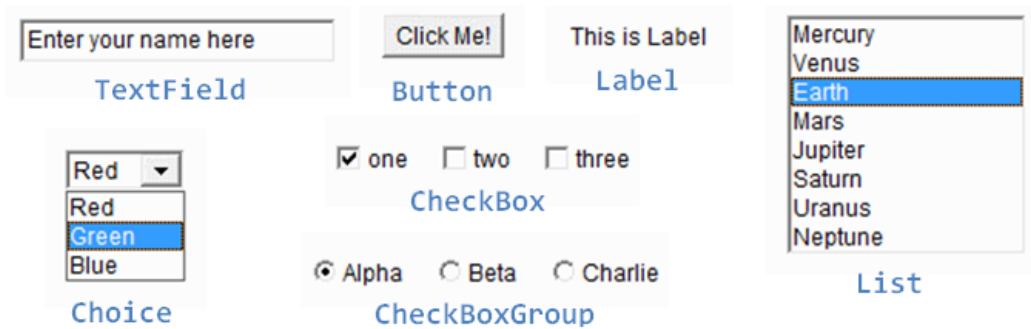 Enter your name here
TextField
Click Me!
Button
This is Label
Label
Mercury
Venus
Earth
Mars
Jupiter
Saturn
Uranus
Neptune
List
Red
Red
Green
Blue
Choice
one two three
CheckBox
Alpha Beta Charlie
CheckBoxGroup